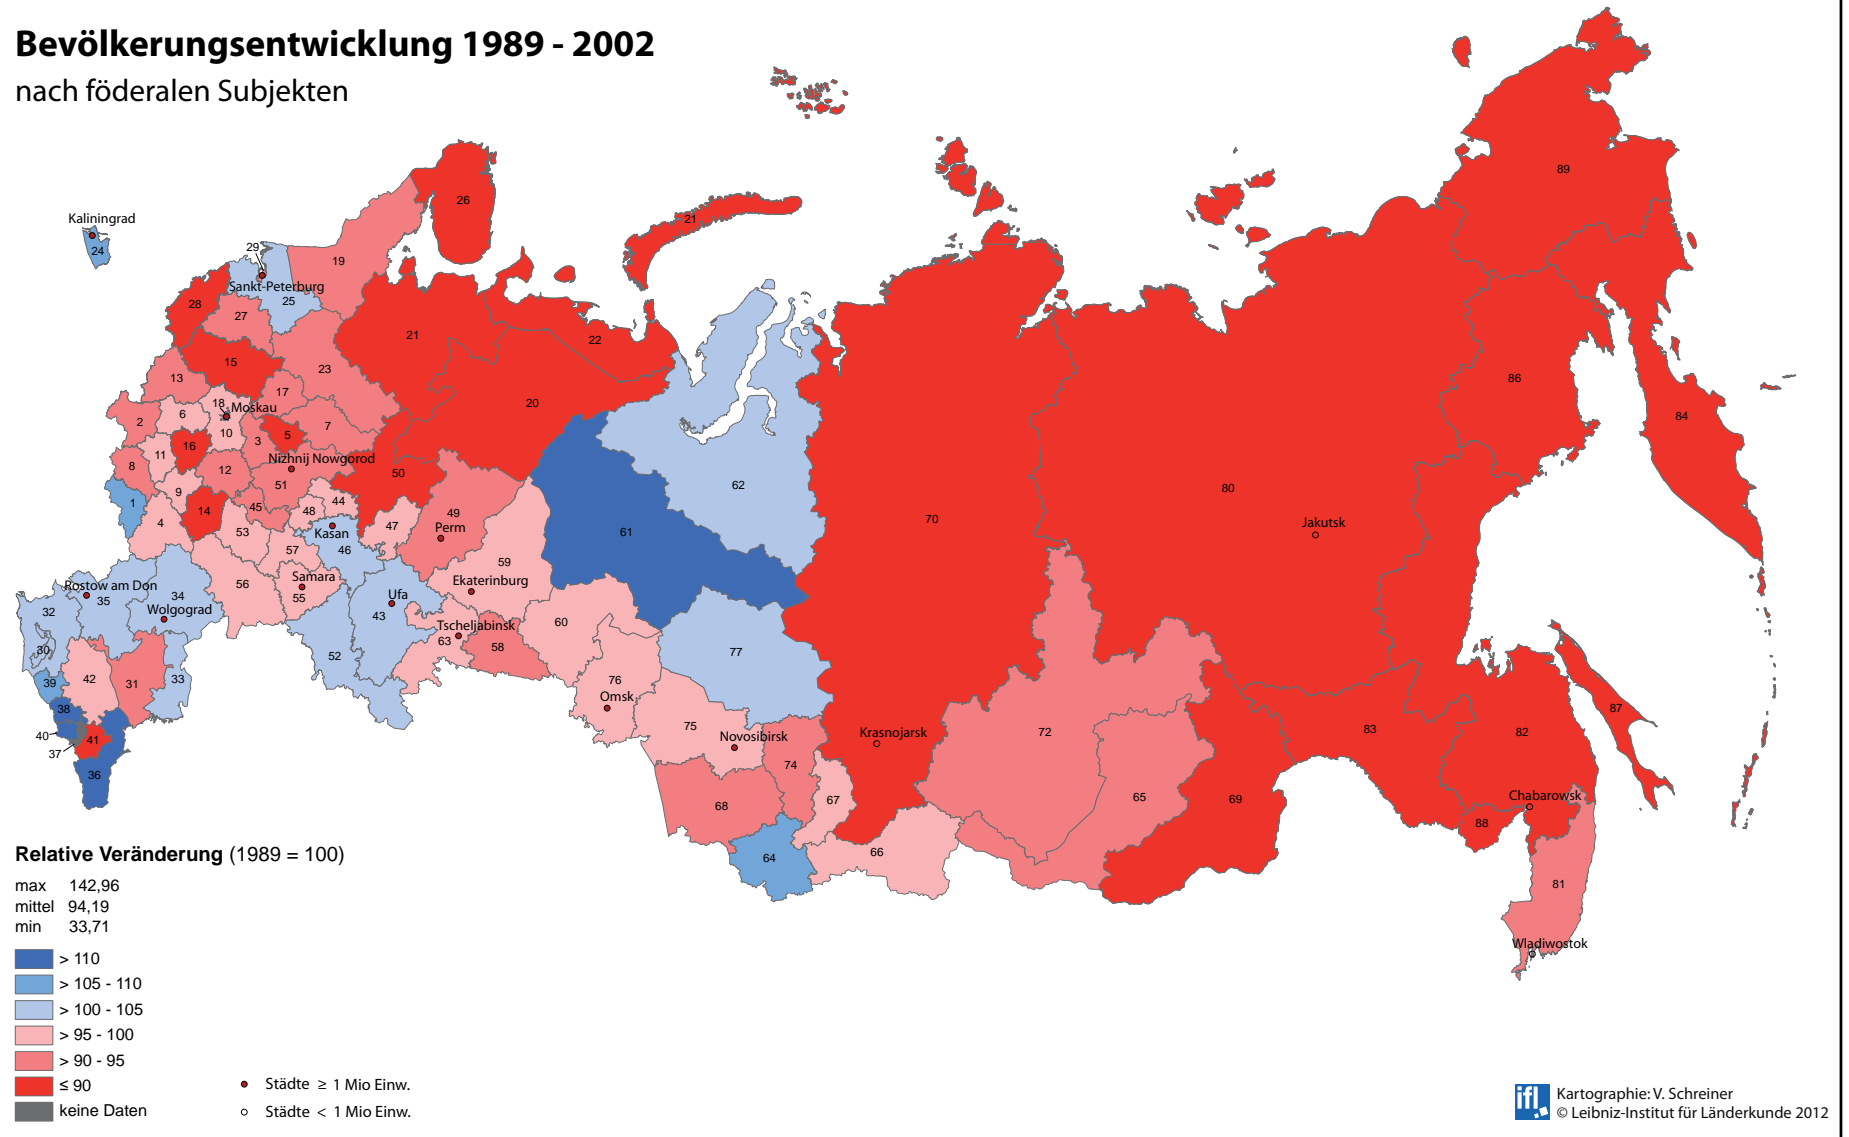 Bevölkerungsentwicklung 1989 - 2002
nach föderalen Subjekten
89
26
21
Kaliningrad
24
29
19
Sankt-Peterburg
25
28
27
21
22
15
23
13
17
20
86
84
18
Moskau
2
6
10
3
5
7
16
11
Nizhnij Nowgorod
8
12
50
51
9
62
80
1
14
45
48
44
49
70
4
53
Kasan
47
Perm
61
Jakutsk
57
46
59
Samara
Ekaterinburg
56
55
Rostow am Don
35
34
Ufa
32
Wolgograd
43
60
Tscheljabinsk
30
63
58
52
77
42
31
33
39
76
38
Omsk
87
40
41
75
72
83
82
37
Novosibirsk
Krasnojarsk
36
74
68
67
65
69
Chabarowsk
88
64
66
81
Wladiwostok
Relative Veränderung (1989 = 100)
max 142,96
mittel 94,19
min 33,71
> 110
> 105 - 110
> 100 - 105
> 95 - 100
> 90 - 95
≤ 90
keine Daten
Städte ≥ 1 Mio Einw.
Städte < 1 Mio Einw.
ifl
Kartographie: V. Schreiner
© Leibniz-Institut für Länderkunde 2012